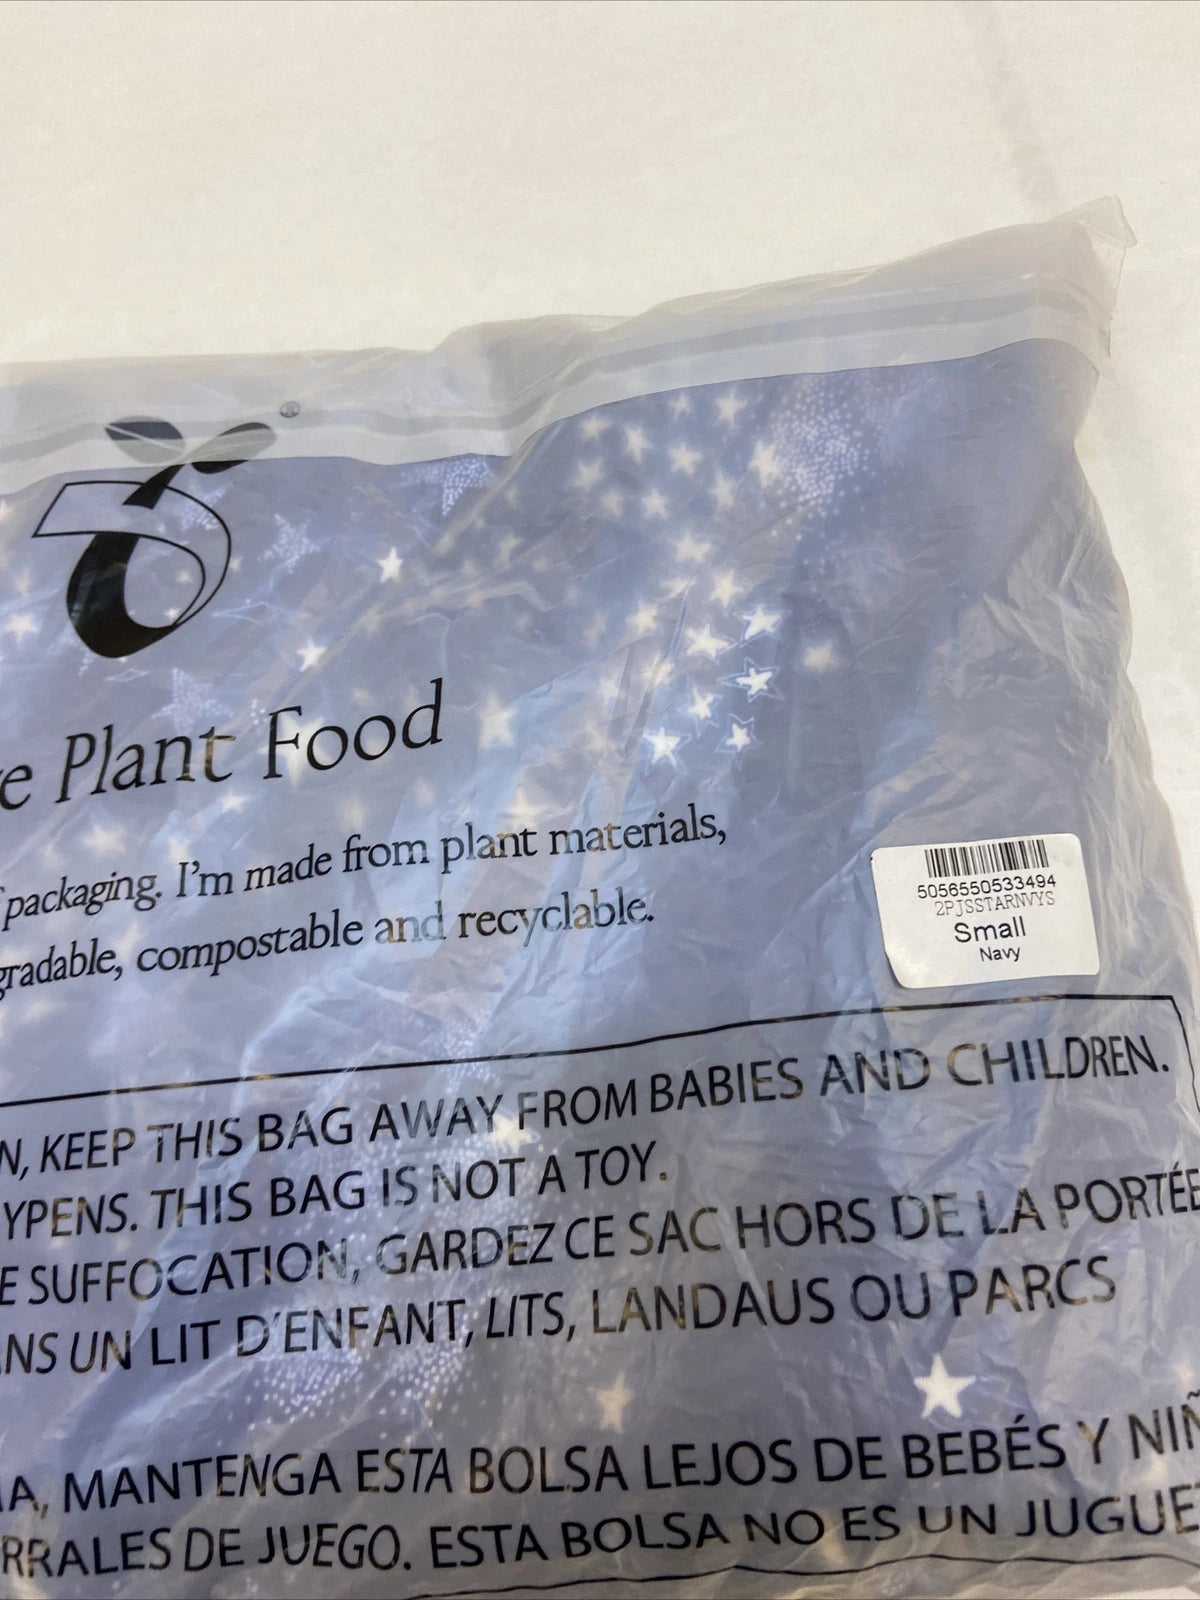 ®
e Plant Food
packaging. I'm made from plant materials,
gradable, compostable and recyclable.
5056550533494
2PJSSTARNVYS
Small
Navy
N, KEEP THIS BAG AWAY FROM BABIES AND CHILDREN.
YPENS. THIS BAG IS NOT A TOY.
E SUFFOCATION, GARDEZ CE SAC HORS DE LA PORTÉE
NS UN LIT D'ENFANT, LITS, LANDAUS OU PARCS
IA, MANTENGA ESTA BOLSA LEJOS DE BEBÉS Y NIÑ
RRALES DE JUEGO. ESTA BOLSA NO ES UN JUGUE